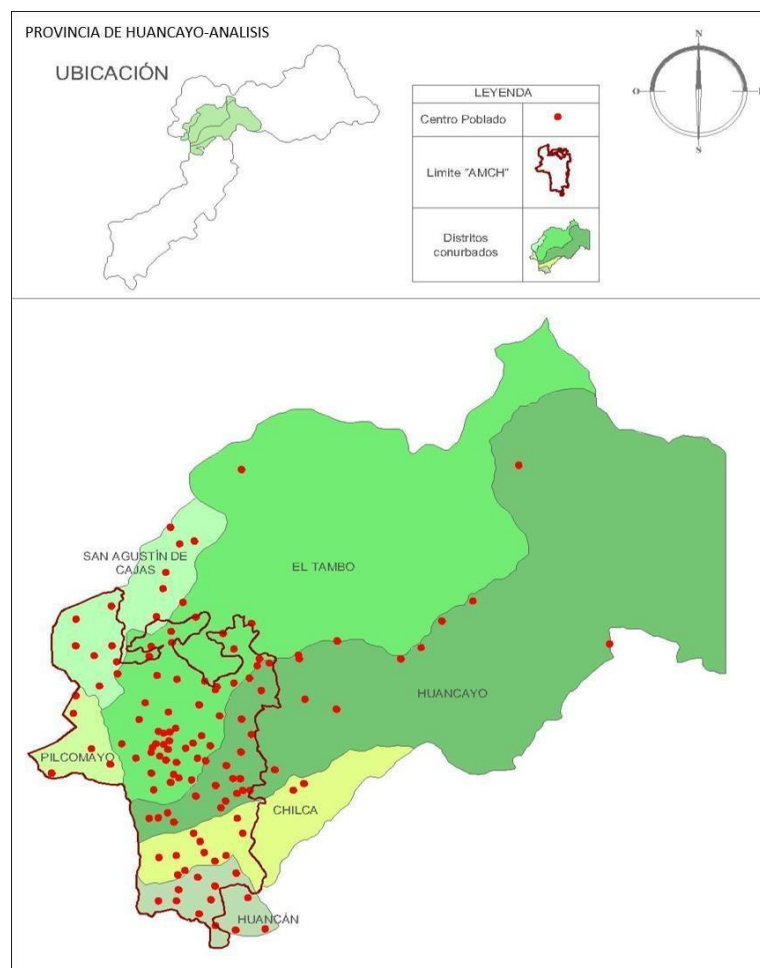 PROVINCIA DE HUANCAYO-ANALISIS
UBICACIÓN
N
O
S
LEYENDA
Centro Poblado
Limite "AMCH"
Distritos
conurbados
SAN AGUSTÌN DE
CAJAS
EL TAMBO
HUANCAYO
PILCOMAYO
CHILCA
HUANCÁN